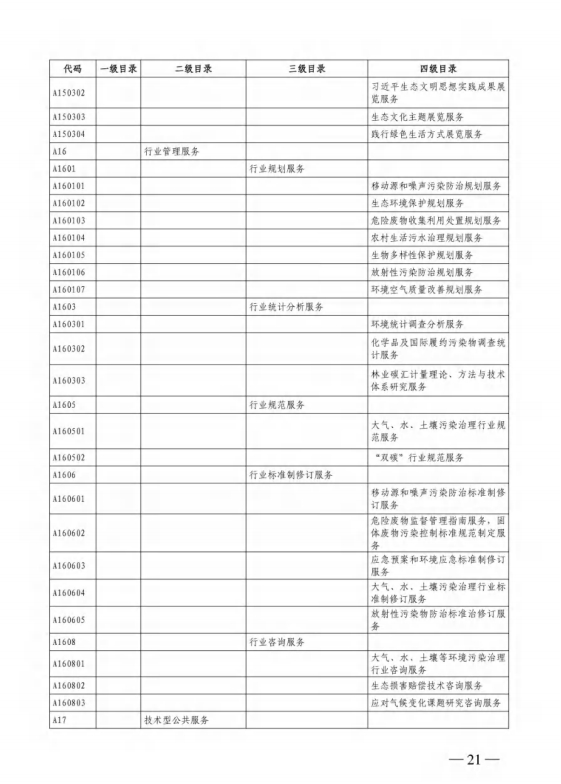 代码 一级目录 二级目录 三级目录 四级目录
A150302 习近平生态文明思想实践成果展
览服务
A150303 生态文化主题展览服务
A150304 践行绿色生活方式展览服务
A16 行业管理服务
A1601 行业规划服务
A160101 移动源和噪声污染防治规划服务
A160102 生态环境保护规划服务
A160103 危险废物收集利用处置规划服务
A160104 农村生活污水治理规划服务
A160105 生物多样性保护规划服务
A160106 放射性污染防治规划服务
A160107 环境空气质量改善规划服务
A1603 行业统计分析服务
A160301 环境统计调查分析服务
A160302 化学品及国际履约污染物调查统
计服务
A160303 林业碳汇计量理论、方法与技术
体系研究服务
A1605 行业规范服务
A160501 大气、水、土壤污染治理行业规
范服务
A160502 “双碳”行业规范服务
A1606 行业标准制修订服务
A160601 移动源和噪声污染防治标准制修
订服务
A160602 危险废物监督管理指南服务，固
体废物污染控制标准规范制定服
务
A160603 应急预案和环境应急标准制修订
服务
A160604 大气、水、土壤污染治理行业标
准制修订服务
A160605 放射性污染物防治标准治修订服
务
A1608 行业咨询服务
A160801 大气、水、土壤等环境污染治理
行业咨询服务
A160802 生态损害赔偿技术咨询服务
A160803 应对气候变化课题研究咨询服务
A17 技术型公共服务
— 21 —